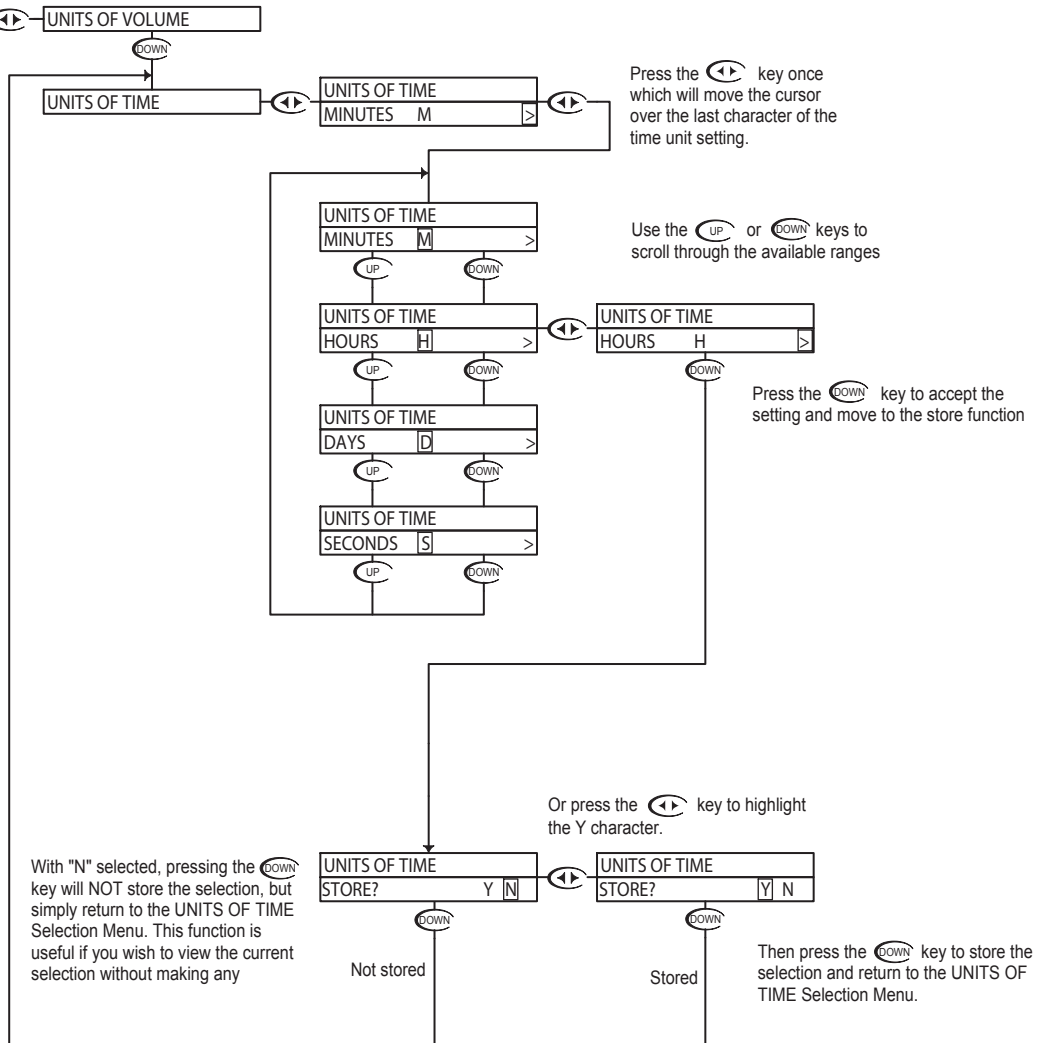 UNITS OF VOLUME
DOWN
UNITS OF TIME
UNITS OF TIME
MINUTES M >
Press the key once
which will move the cursor
over the last character of the
time unit setting.
UNITS OF TIME
MINUTES M >
Use the UP or DOWN keys to
scroll through the available ranges
UP DOWN
UNITS OF TIME
HOURS H >
UNITS OF TIME
HOURS H >
UP DOWN
DOWN
Press the DOWN key to accept the
setting and move to the store function
UNITS OF TIME
DAYS D >
UP DOWN
UNITS OF TIME
SECONDS S >
UP DOWN
Or press the key to highlight
the Y character.
With "N" selected, pressing the DOWN
key will NOT store the selection, but
simply return to the UNITS OF TIME
Selection Menu. This function is
useful if you wish to view the current
selection without making any
UNITS OF TIME
STORE? Y N
UNITS OF TIME
STORE? Y N
DOWN
DOWN
Not stored
Stored
Then press the DOWN key to store the
selection and return to the UNITS OF
TIME Selection Menu.